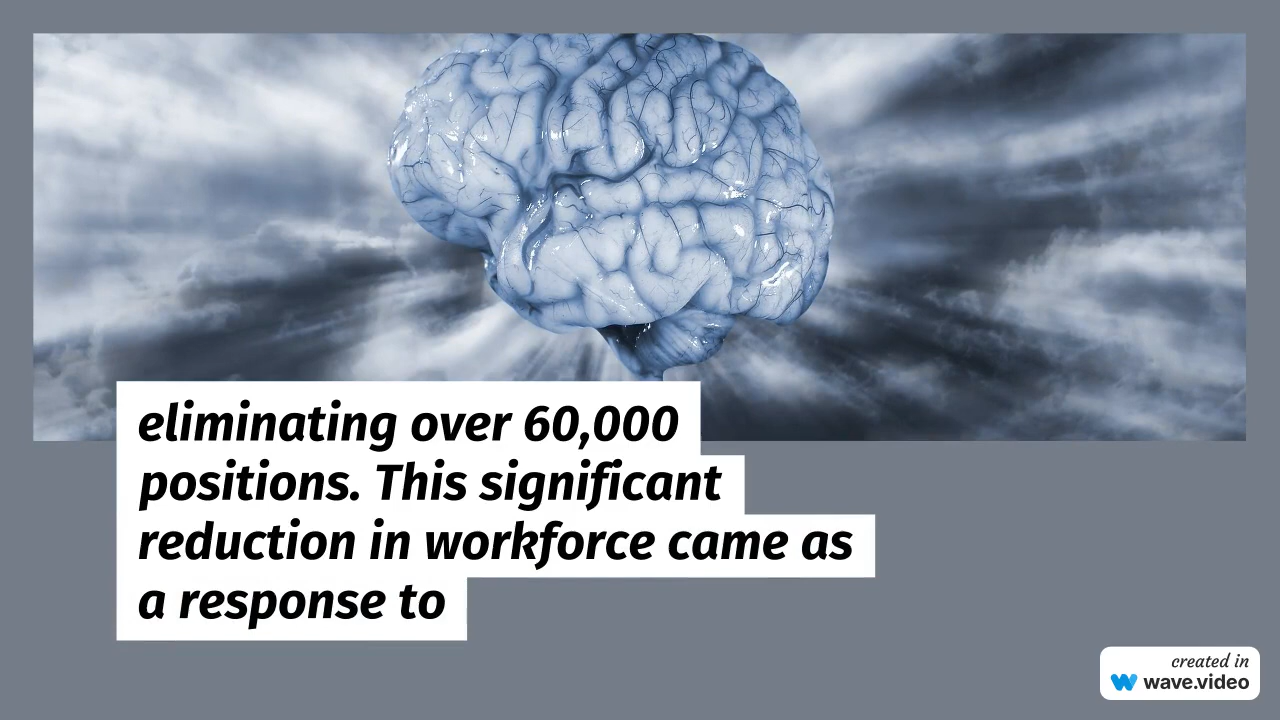 eliminating over 60,000
positions. This significant
reduction in workforce came as
a response to
created in
wave.video